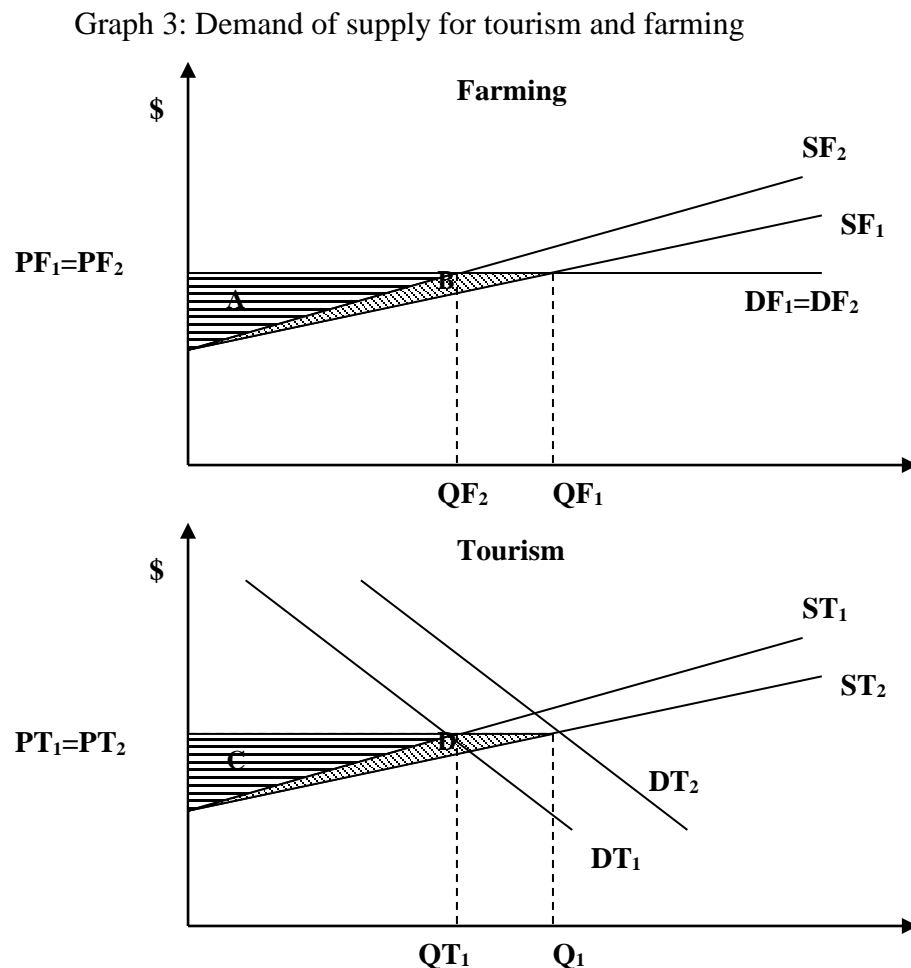 Graph 3: Demand of supply for tourism and farming
Farming
$
SF₂
SF₁
PF₁=PF₂
B
A
DF₁=DF₂
QF₂ QF₁
Tourism
$
ST₁
ST₂
PT₁=PT₂
D
C
DT₂
DT₁
QT₁ Q₁